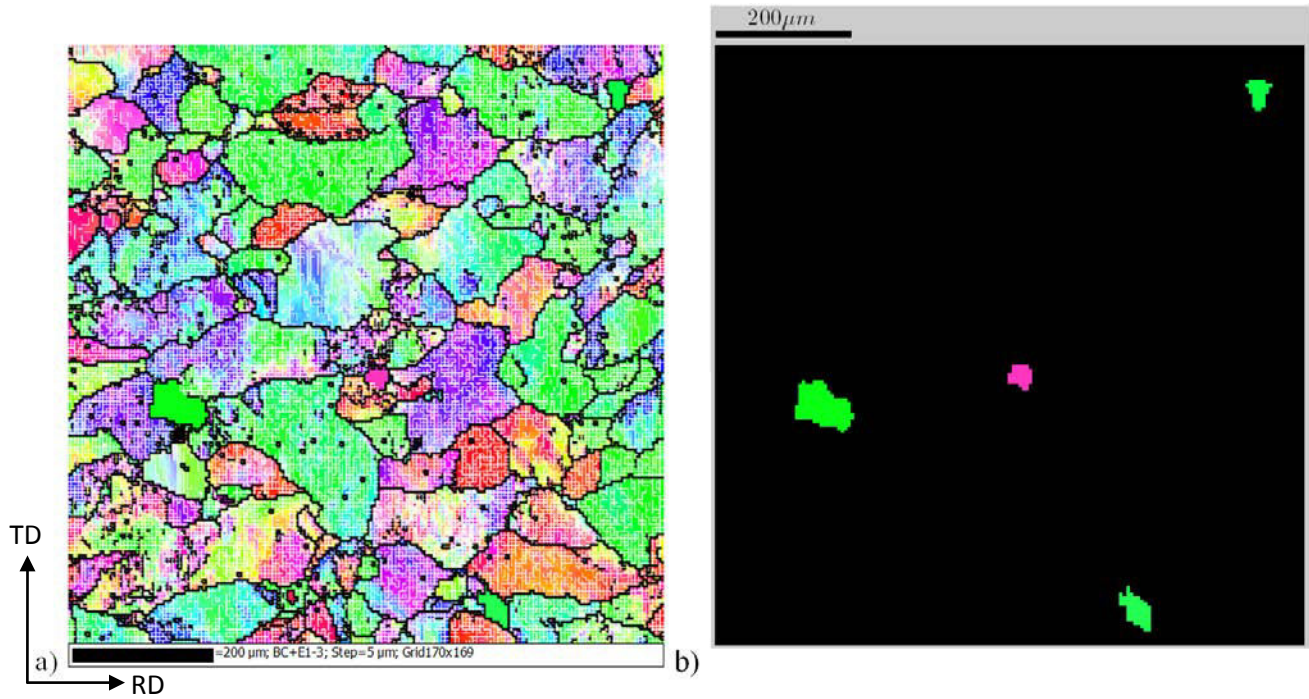 200μm
TD
a)
=200 μm; BC+E1-3; Step=5 μm; Grid170x169
b)
RD